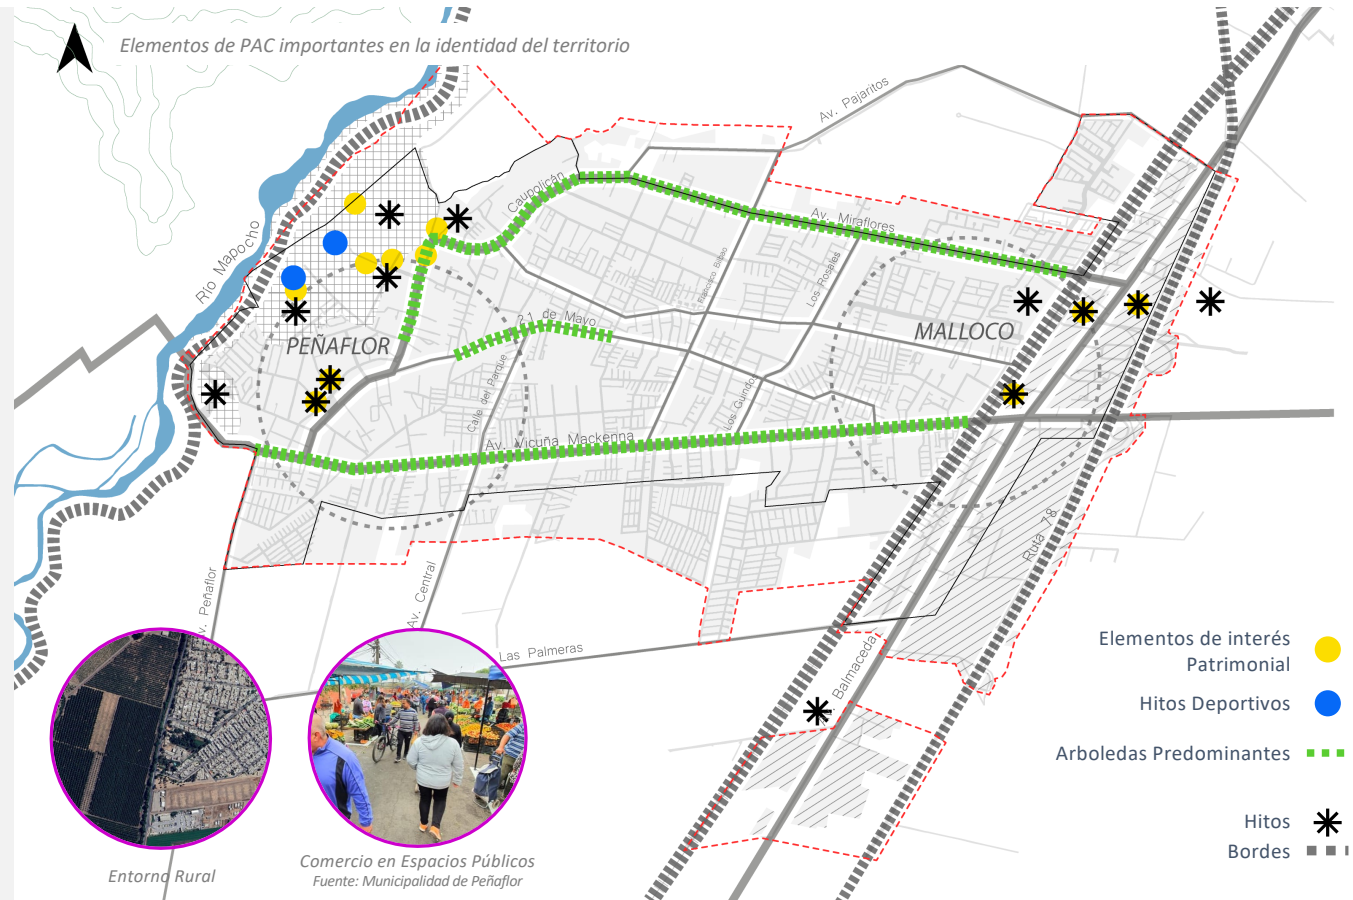 Elementos de PAC importantes en la identidad del territorio
Av. Pajaritos
Caupolicán
Av. Miraflores
Río Mapocho
Francisco Bilbao
Los Rosales
21 de Mayo
PEÑAFLOR
MALLOCO
Calle del Parque
Los Guindo
Av. Vicuña Mackenna
Ruta 78
Av. Peñaflor
Av. Central
Las Palmeras
Balmaceda
Elementos de interés
Patrimonial
Hitos Deportivos
Arboledas Predominantes
Hitos
Bordes
Entorno Rural
Comercio en Espacios Públicos
Fuente: Municipalidad de Peñaflor